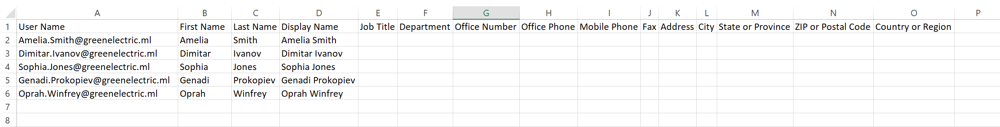 A B C D E F G H I J K L M N O P
1 User Name First Name Last Name Display Name Job Title Department Office Number Office Phone Mobile Phone Fax Address City State or Province ZIP or Postal Code Country or Region
2 Amelia.Smith@greenelectric.ml Amelia Smith Amelia Smith
3 Dimitar.Ivanov@greenelectric.ml Dimitar Ivanov Dimitar Ivanov
4 Sophia.Jones@greenelectric.ml Sophia Jones Sophia Jones
5 Genadi.Prokopiev@greenelectric.ml Genadi Prokopiev Genadi Prokopiev
6 Oprah.Winfrey@greenelectric.ml Oprah Winfrey Oprah Winfrey
7
8